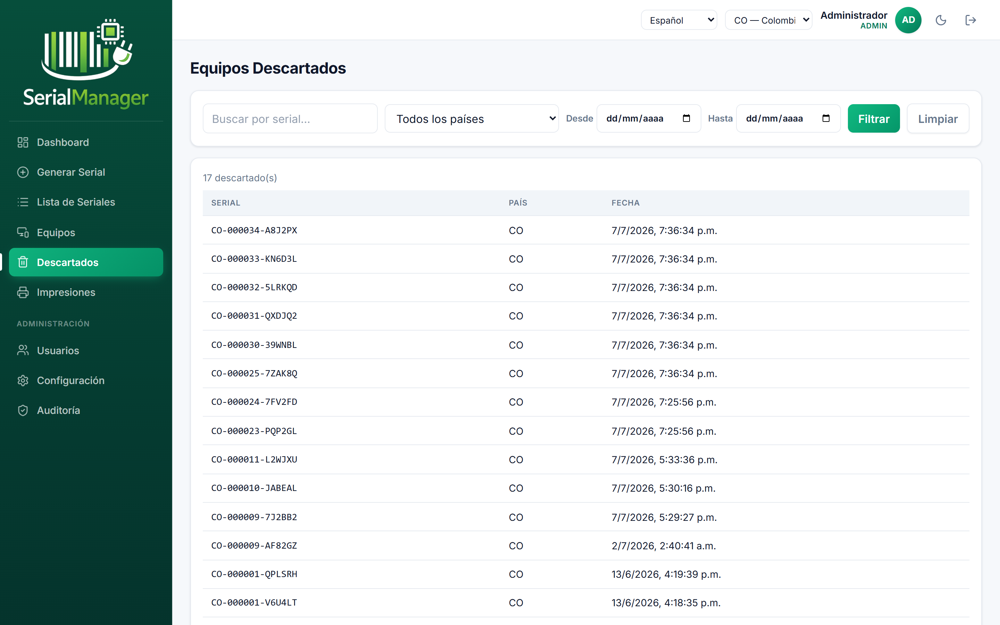 Español
CO — Colombi
Administrador
ADMIN
AD
SerialManager
Dashboard
Generar Serial
Lista de Seriales
Equipos
Descartados
Impresiones
ADMINISTRACIÓN
Usuarios
Configuración
Auditoría
Equipos Descartados
Buscar por serial... Todos los países Desde dd/mm/aaaa Hasta dd/mm/aaaa Filtrar Limpiar
17 descartado(s)
SERIAL PAÍS FECHA
CO-000034-A8J2PX CO 7/7/2026, 7:36:34 p.m.
CO-000033-KN6D3L CO 7/7/2026, 7:36:34 p.m.
CO-000032-5LRKQD CO 7/7/2026, 7:36:34 p.m.
CO-000031-QXDJQ2 CO 7/7/2026, 7:36:34 p.m.
CO-000030-39WNBL CO 7/7/2026, 7:36:34 p.m.
CO-000025-7ZAK8Q CO 7/7/2026, 7:36:34 p.m.
CO-000024-7FV2FD CO 7/7/2026, 7:25:56 p.m.
CO-000023-PQP2GL CO 7/7/2026, 7:25:56 p.m.
CO-000011-L2WJXU CO 7/7/2026, 5:33:36 p.m.
CO-000010-JABEAL CO 7/7/2026, 5:30:16 p.m.
CO-000009-7J2BB2 CO 7/7/2026, 5:29:27 p.m.
CO-000009-AF82GZ CO 2/7/2026, 2:40:41 a.m.
CO-000001-QPLSRH CO 13/6/2026, 4:19:39 p.m.
CO-000001-V6U4LT CO 13/6/2026, 4:18:35 p.m.